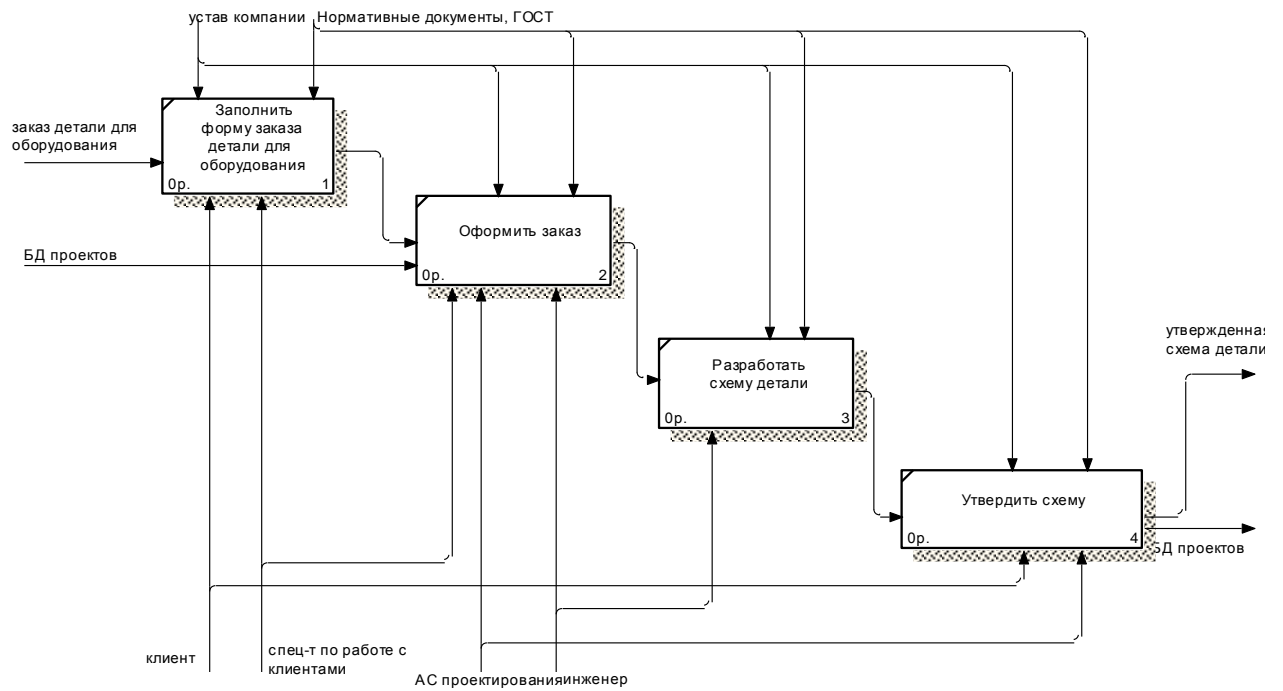 устав компании
Нормативные документы, ГОСТ
Заполнить
форму заказа
детали для
оборудования
0р.
1
заказ детали для
оборудования
Оформить заказ
0р.
2
БД проектов
Разработать
схему детали
0р.
3
утвержденная
схема детали
Утвердить схему
0р.
4
БД проектов
клиент
спец-т по работе с
клиентами
АС проектирования
инженер